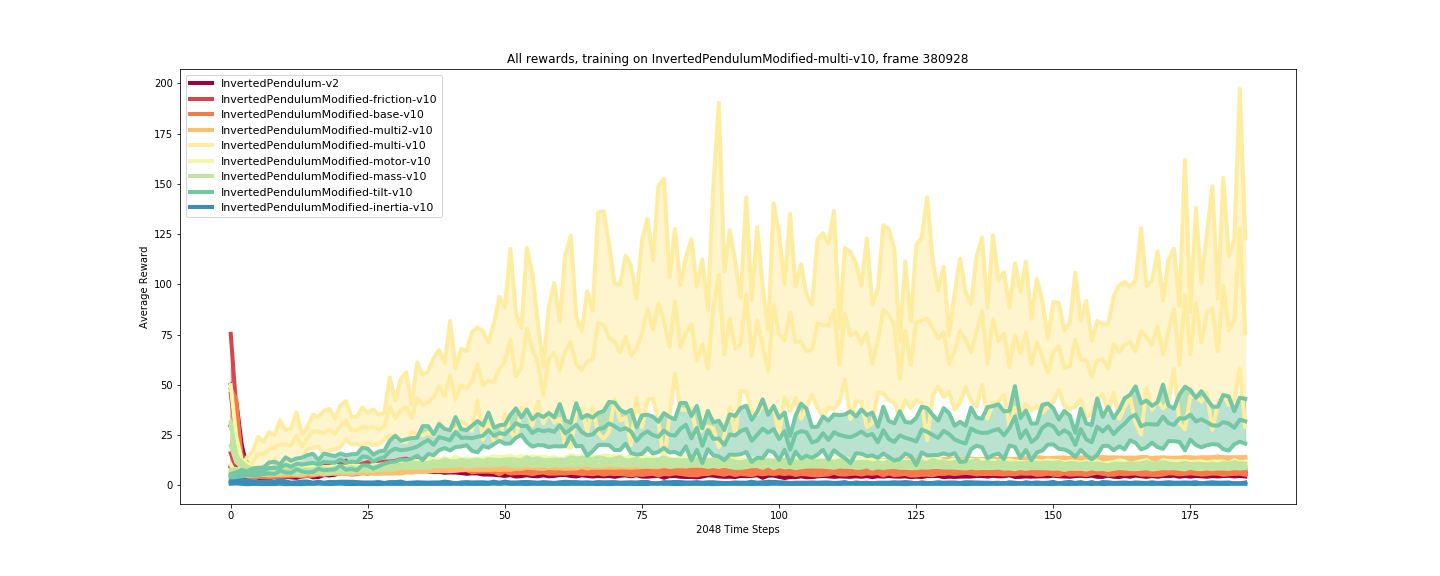 All rewards, training on InvertedPendulumModified-multi-v10, frame 380928
InvertedPendulum-v2
InvertedPendulumModified-friction-v10
InvertedPendulumModified-base-v10
InvertedPendulumModified-multi2-v10
InvertedPendulumModified-multi-v10
InvertedPendulumModified-motor-v10
InvertedPendulumModified-mass-v10
InvertedPendulumModified-tilt-v10
InvertedPendulumModified-inertia-v10
Average Reward
200
175
150
125
100
75
50
25
0
0 25 50 75 100 125 150 175
2048 Time Steps